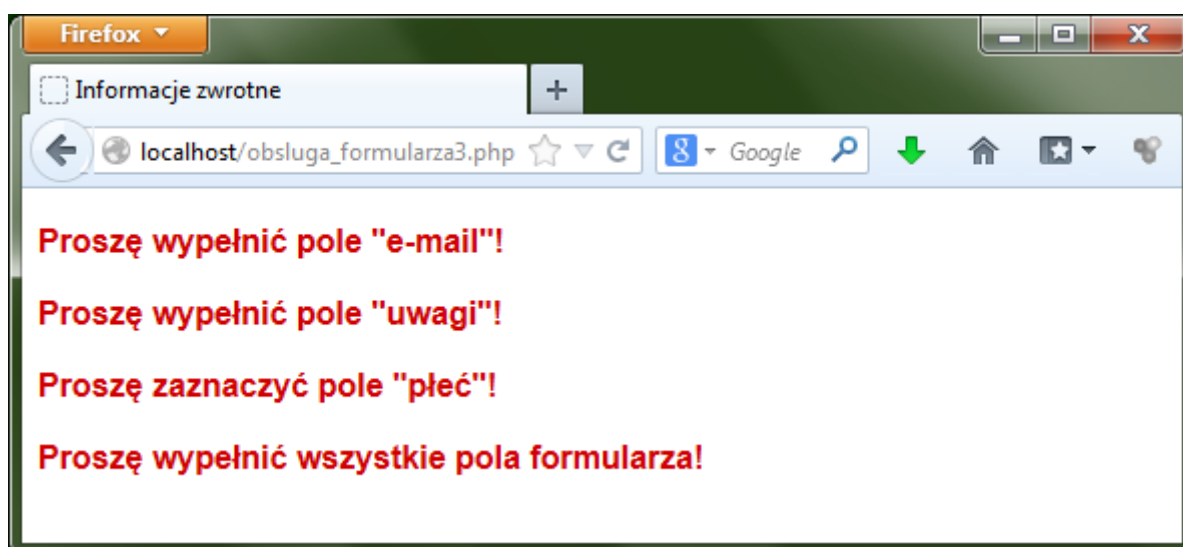 Firefox
Informacje zwrotne
localhost/obsluga_formularza3.php
8 Google
Proszę wypełnić pole "e-mail"!
Proszę wypełnić pole "uwagi"!
Proszę zaznaczyć pole "płeć"!
Proszę wypełnić wszystkie pola formularza!